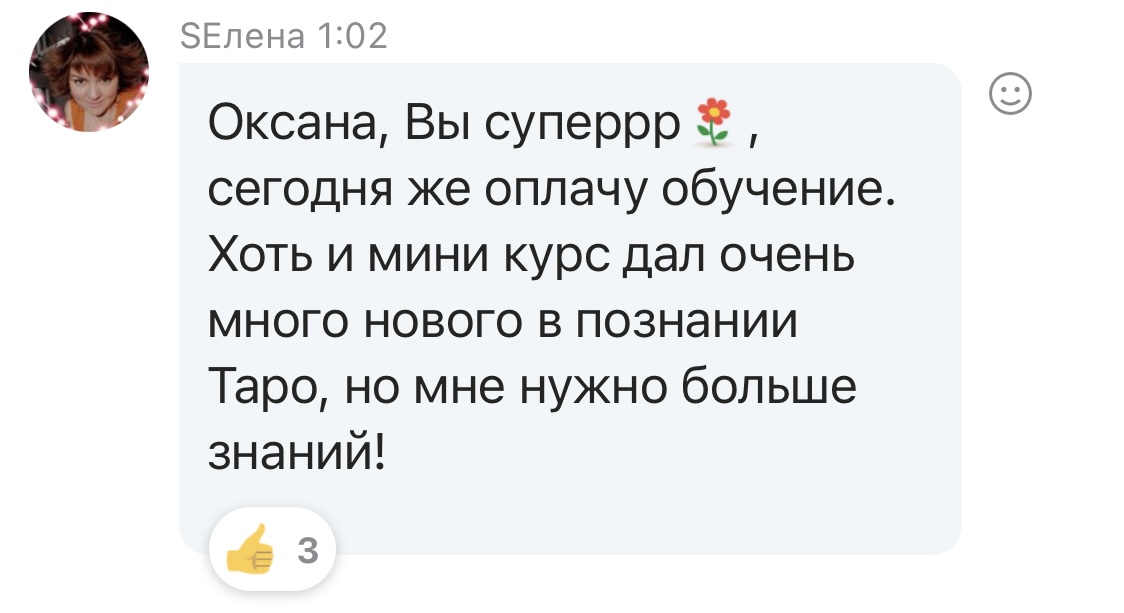 SЕлена 1:02
Оксана, Вы суперрр🌹,
сегодня же оплачу обучение.
Хоть и мини курс дал очень
много нового в познании
Таро, но мне нужно больше
знаний!
👍 3